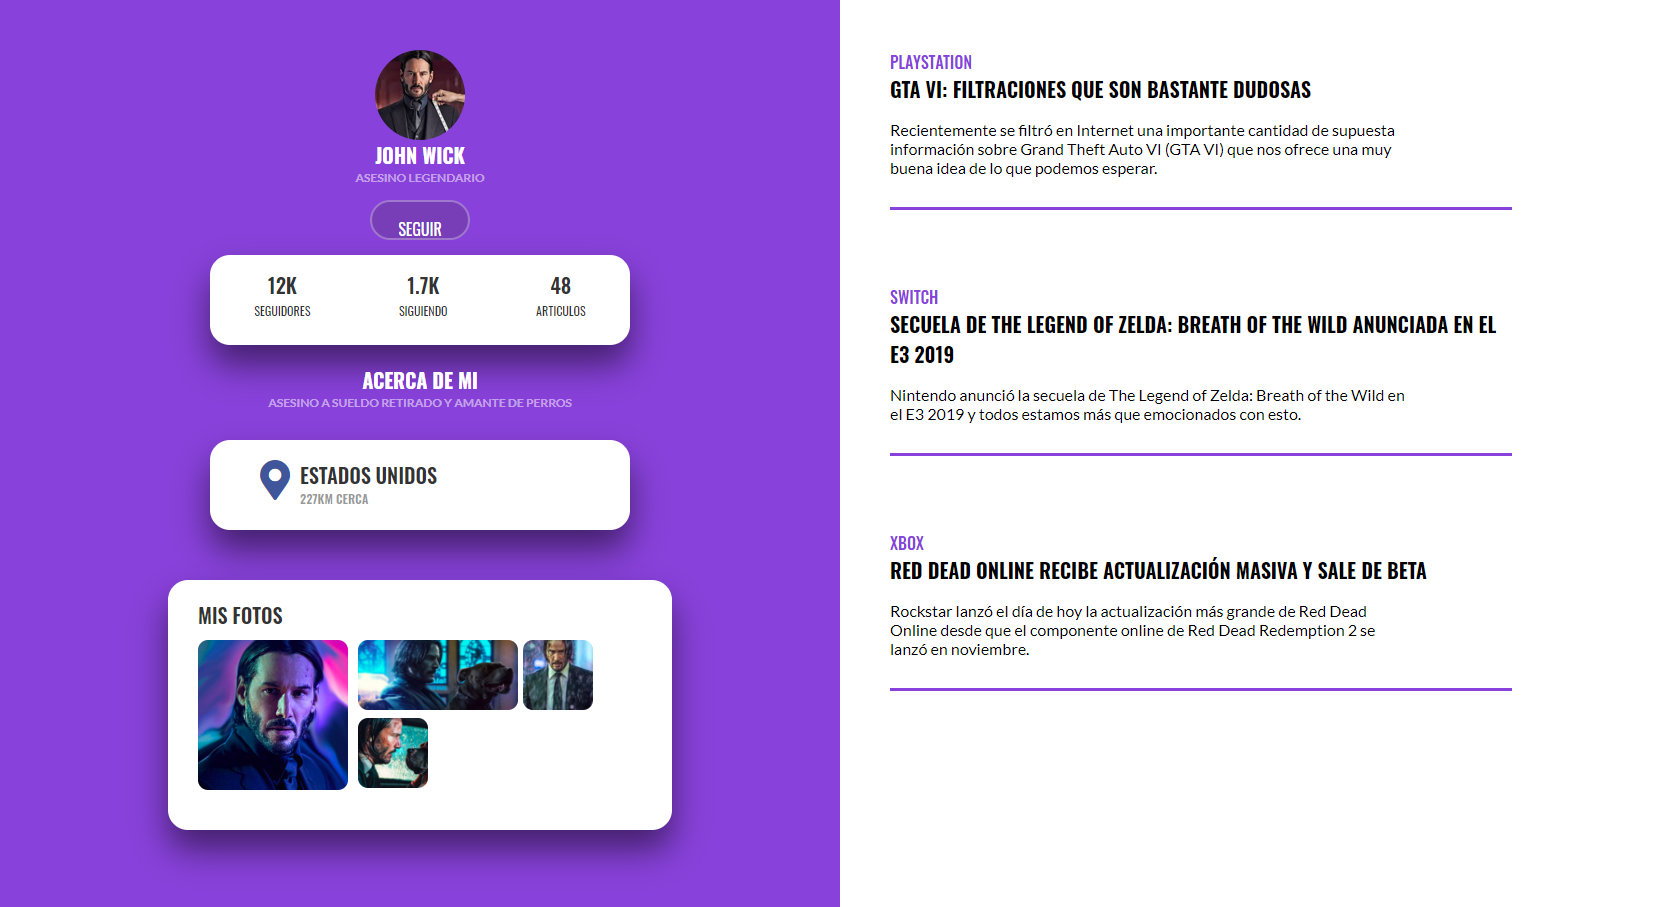 JOHN WICK
ASESINO LEGENDARIO
SEGUIR
12K
SEGUIDORES
1.7K
SIGUIENDO
48
ARTICULOS
ACERCA DE MI
ASESINO A SUELDO RETIRADO Y AMANTE DE PERROS
ESTADOS UNIDOS
227KM CERCA
MIS FOTOS
PLAYSTATION
GTA VI: FILTRACIONES QUE SON BASTANTE DUDOSAS
Recientemente se filtró en Internet una importante cantidad de supuesta
información sobre Grand Theft Auto VI (GTA VI) que nos ofrece una muy
buena idea de lo que podemos esperar.
SWITCH
SECUELA DE THE LEGEND OF ZELDA: BREATH OF THE WILD ANUNCIADA EN EL
E3 2019
Nintendo anunció la secuela de The Legend of Zelda: Breath of the Wild en
el E3 2019 y todos estamos más que emocionados con esto.
XBOX
RED DEAD ONLINE RECIBE ACTUALIZACIÓN MASIVA Y SALE DE BETA
Rockstar lanzó el día de hoy la actualización más grande de Red Dead
Online desde que el componente online de Red Dead Redemption 2 se
lanzó en noviembre.